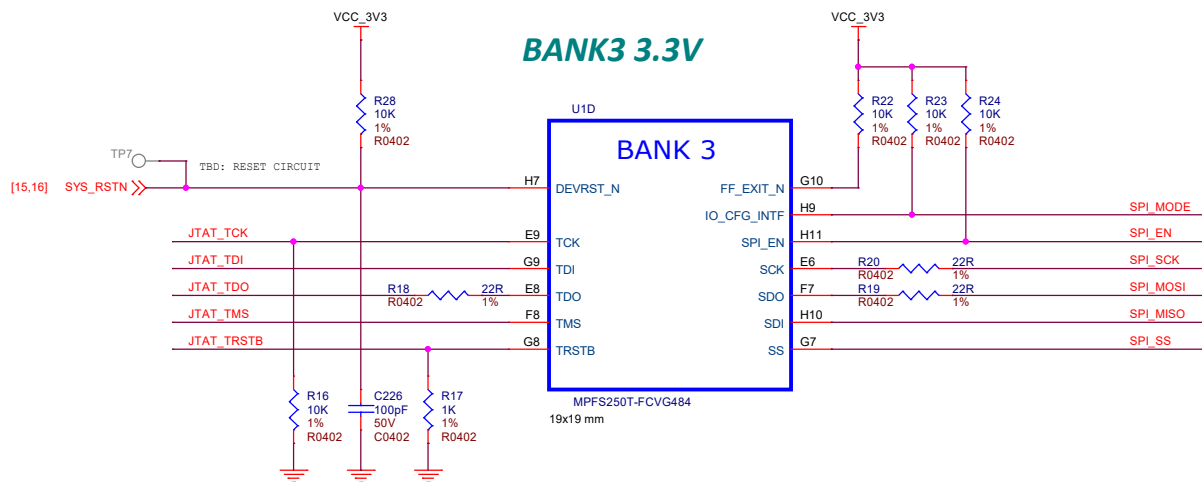 VCC_3V3
VCC_3V3
BANK3 3.3V
R28
10K
1%
R0402
R22
10K
1%
R0402
R23
10K
1%
R0402
R24
10K
1%
R0402
U1D
BANK 3
TP7
TBD: RESET CIRCUIT
[15,16] SYS_RSTN
H7 DEVRST_N
FF_EXIT_N G10
IO_CFG_INTF H9 SPI_MODE
JTAT_TCK E9 TCK
SPI_EN H11 SPI_EN
JTAT_TDI G9 TDI
SCK E6 R20 22R SPI_SCK
R0402 1%
JTAT_TDO R18 22R E8 TDO
R0402 1%
SDO F7 R19 22R SPI_MOSI
R0402 1%
JTAT_TMS F8 TMS
SDI H10 SPI_MISO
JTAT_TRSTB G8 TRSTB
SS G7 SPI_SS
R16
10K
1%
R0402
C226
100pF
50V
C0402
R17
1K
1%
R0402
MPFS250T-FCVG484
19x19 mm